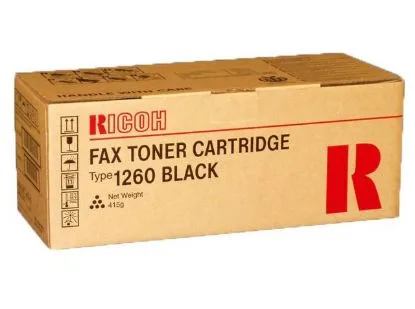 HANDLE WITH CARE
RICOH
FAX TONER CARTRIDGE
Type 1260 BLACK
Net Weight
415g
R